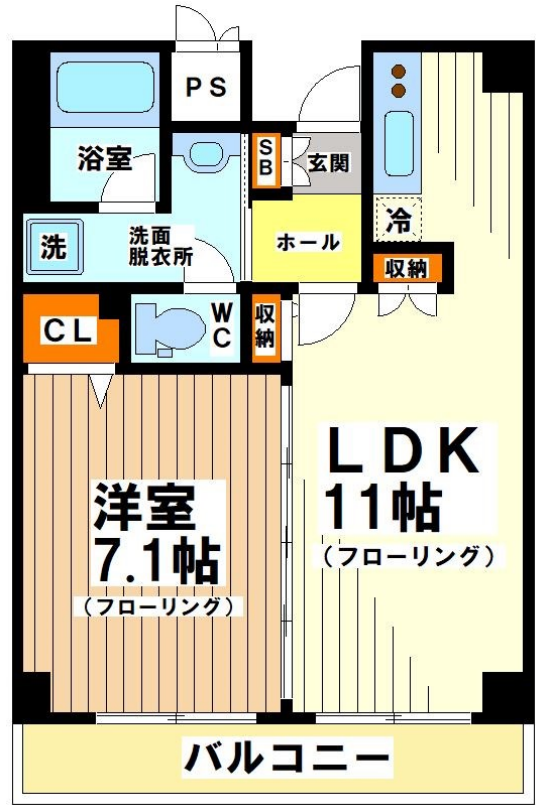 PS
浴室
SB
玄関
冷
洗
洗面
脱衣所
ホール
収納
CL
WC
収納
LDK
11帖
(フローリング)
洋室
7.1帖
(フローリング)
バルコニー